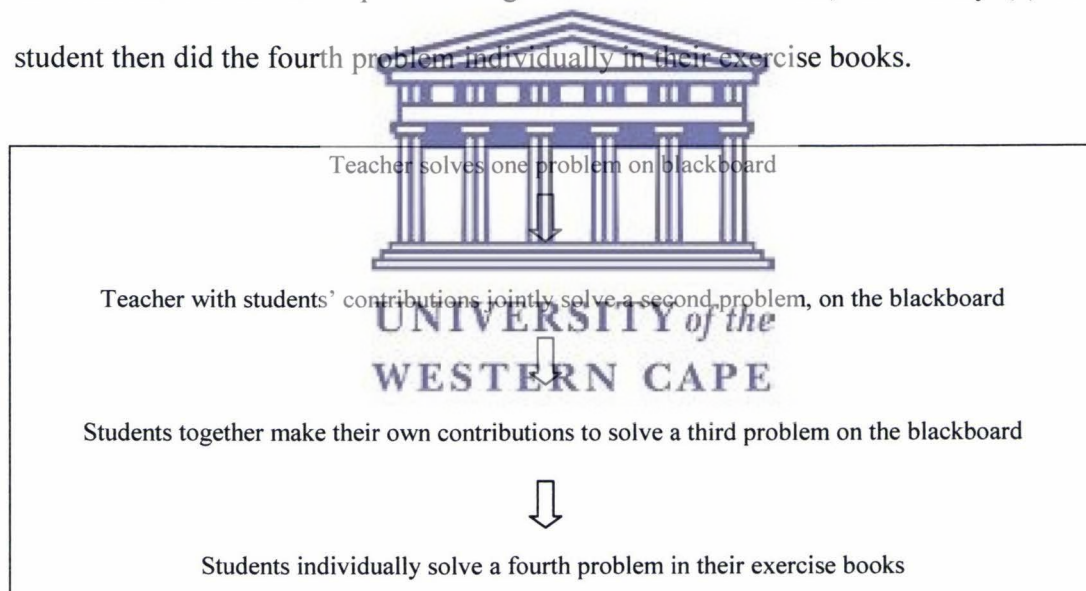 student then did the fourth problem individually in their exercise books.
Teacher solves one problem on blackboard
Teacher with students' contributions jointly solve a second problem, on the blackboard
UNIVERSITY of the
WESTERN CAPE
Students together make their own contributions to solve a third problem on the blackboard
Students individually solve a fourth problem in their exercise books